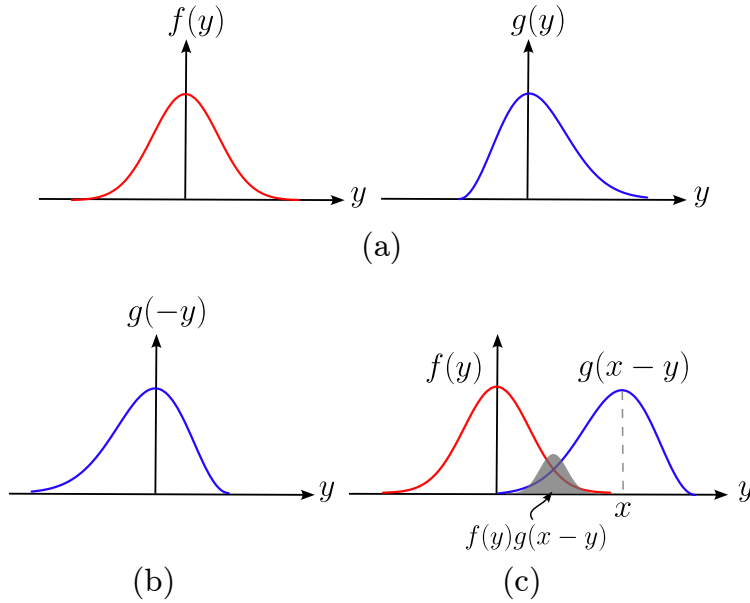 f(y)
g(y)
y
y
(a)
g(−y)
y
f(y)
g(x − y)
y
x
f(y)g(x − y)
(b)
(c)